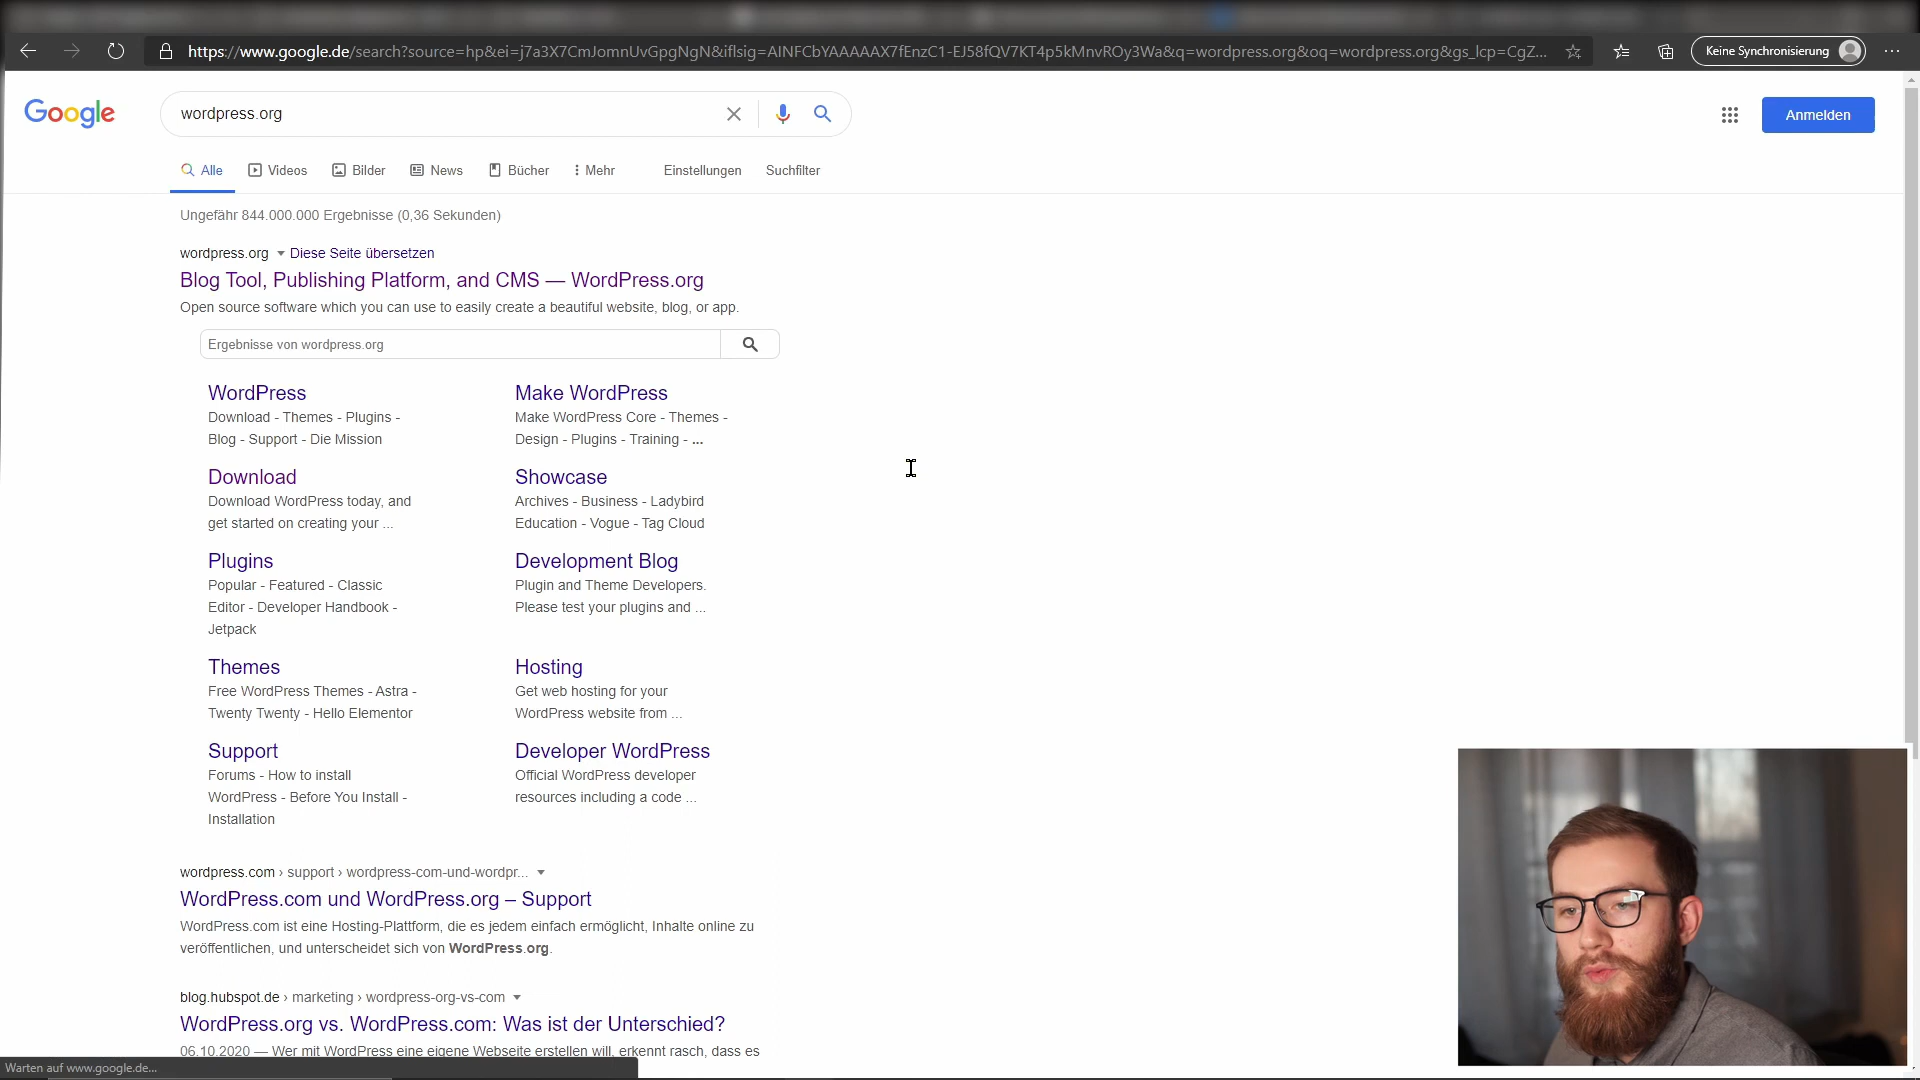 https://www.google.de/search?source=hp&ei=j7a3X7CmJomnUvGpgNgN&iflsig=AINFCbYAAAAAX7fEnzC1-EJ58fQV7KT4p5kMnvROy3Wa&q=wordpress.org&oq=wordpress.org&gs_lcp=CgZ...
Keine Synchronisierung
Google
wordpress.org
Anmelden
Alle Videos Bilder News Bücher Mehr Einstellungen Suchfilter
Ungefähr 844.000.000 Ergebnisse (0,36 Sekunden)
wordpress.org Diese Seite übersetzen
Blog Tool, Publishing Platform, and CMS — WordPress.org
Open source software which you can use to easily create a beautiful website, blog, or app.
Ergebnisse von wordpress.org
WordPress
Download - Themes - Plugins -
Blog - Support - Die Mission
Make WordPress
Make WordPress Core - Themes -
Design - Plugins - Training - ...
Download
Download WordPress today, and
get started on creating your ...
Showcase
Archives - Business - Ladybird
Education - Vogue - Tag Cloud
Plugins
Popular - Featured - Classic
Editor - Developer Handbook -
Jetpack
Development Blog
Plugin and Theme Developers.
Please test your plugins and ...
Themes
Free WordPress Themes - Astra -
Twenty Twenty - Hello Elementor
Hosting
Get web hosting for your
WordPress website from ...
Support
Forums - How to install
WordPress - Before You Install -
Installation
Developer WordPress
Official WordPress developer
resources including a code ...
wordpress.com › support › wordpress-com-und-wordpr...
WordPress.com und WordPress.org – Support
WordPress.com ist eine Hosting-Plattform, die es jedem einfach ermöglicht, Inhalte online zu
veröffentlichen, und unterscheidet sich von WordPress.org.
blog.hubspot.de › marketing › wordpress-org-vs-com
WordPress.org vs. WordPress.com: Was ist der Unterschied?
06.10.2020 — Wer mit WordPress eine eigene Webseite erstellen will, erkennt rasch, dass es
Warten auf www.google.de...